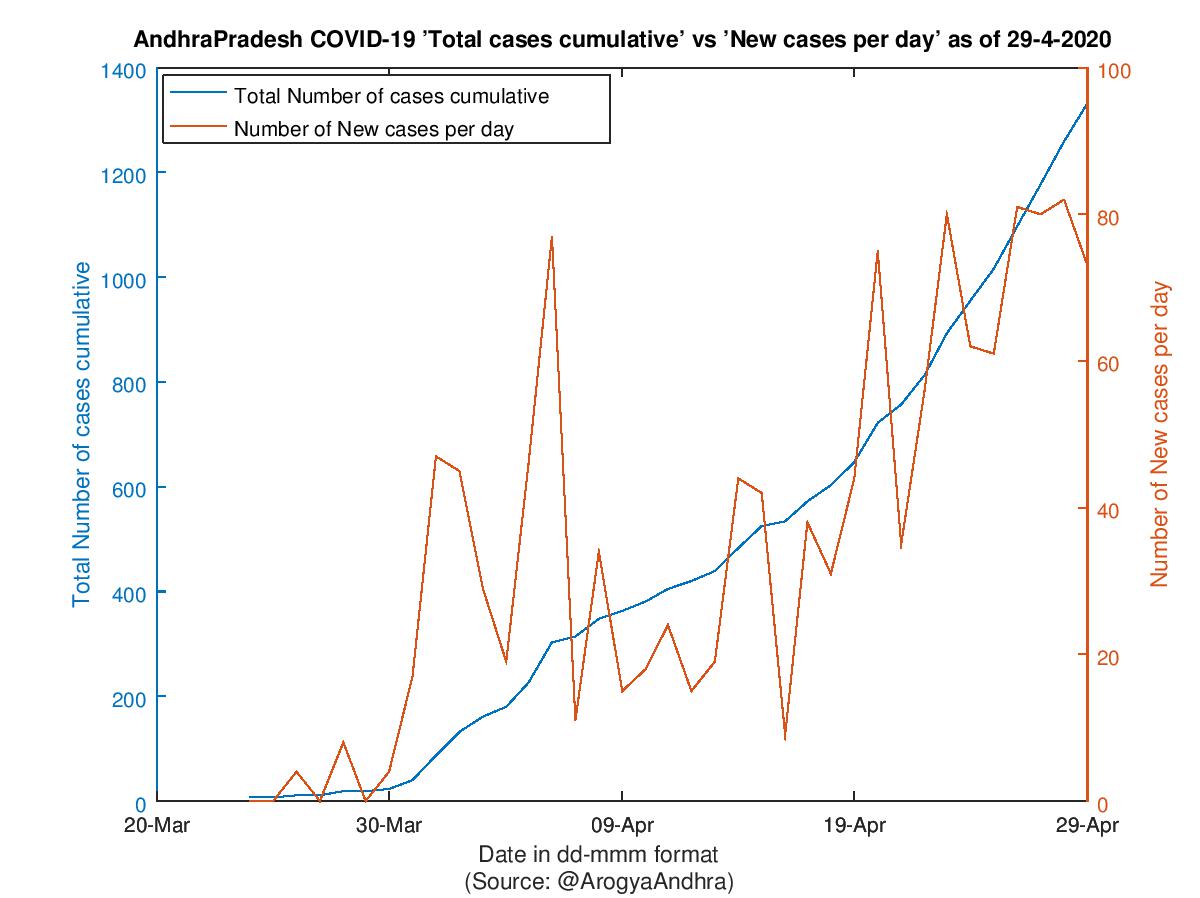 AndhraPradesh COVID-19 ’Total cases cumulative’ vs ’New cases per day’ as of 29-4-2020
Total Number of cases cumulative
Number of New cases per day
1400
1200
1000
800
600
400
200
0
Total Number of cases cumulative
100
80
60
40
20
0
Number of New cases per day
20-Mar 30-Mar 09-Apr 19-Apr 29-Apr
Date in dd-mmm format
(Source: @ArogyaAndhra)